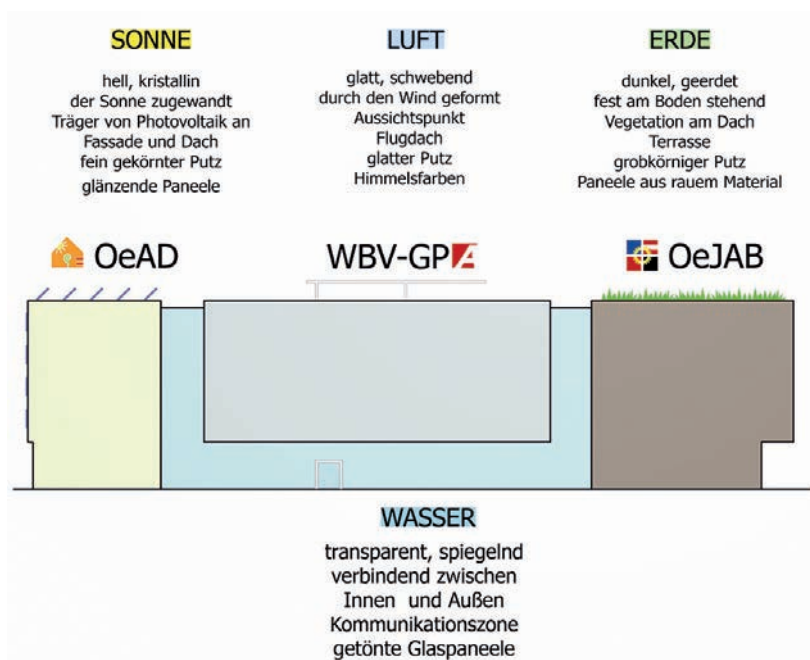 SONNE
hell, kristallin
der Sonne zugewandt
Träger von Photovoltaik an
Fassade und Dach
fein gekörnter Putz
glänzende Paneele
LUFT
glatt, schwebend
durch den Wind geformt
Aussichtspunkt
Flugdach
glatter Putz
Himmelsfarben
ERDE
dunkel, geerdet
fest am Boden stehend
Vegetation am Dach
Terrasse
grobkörniger Putz
Paneele aus rauem Material
OeAD
WBV-GPA
OeJAB
WASSER
transparent, spiegelnd
verbindend zwischen
Innen und Außen
Kommunikationszone
getönte Glaspaneele